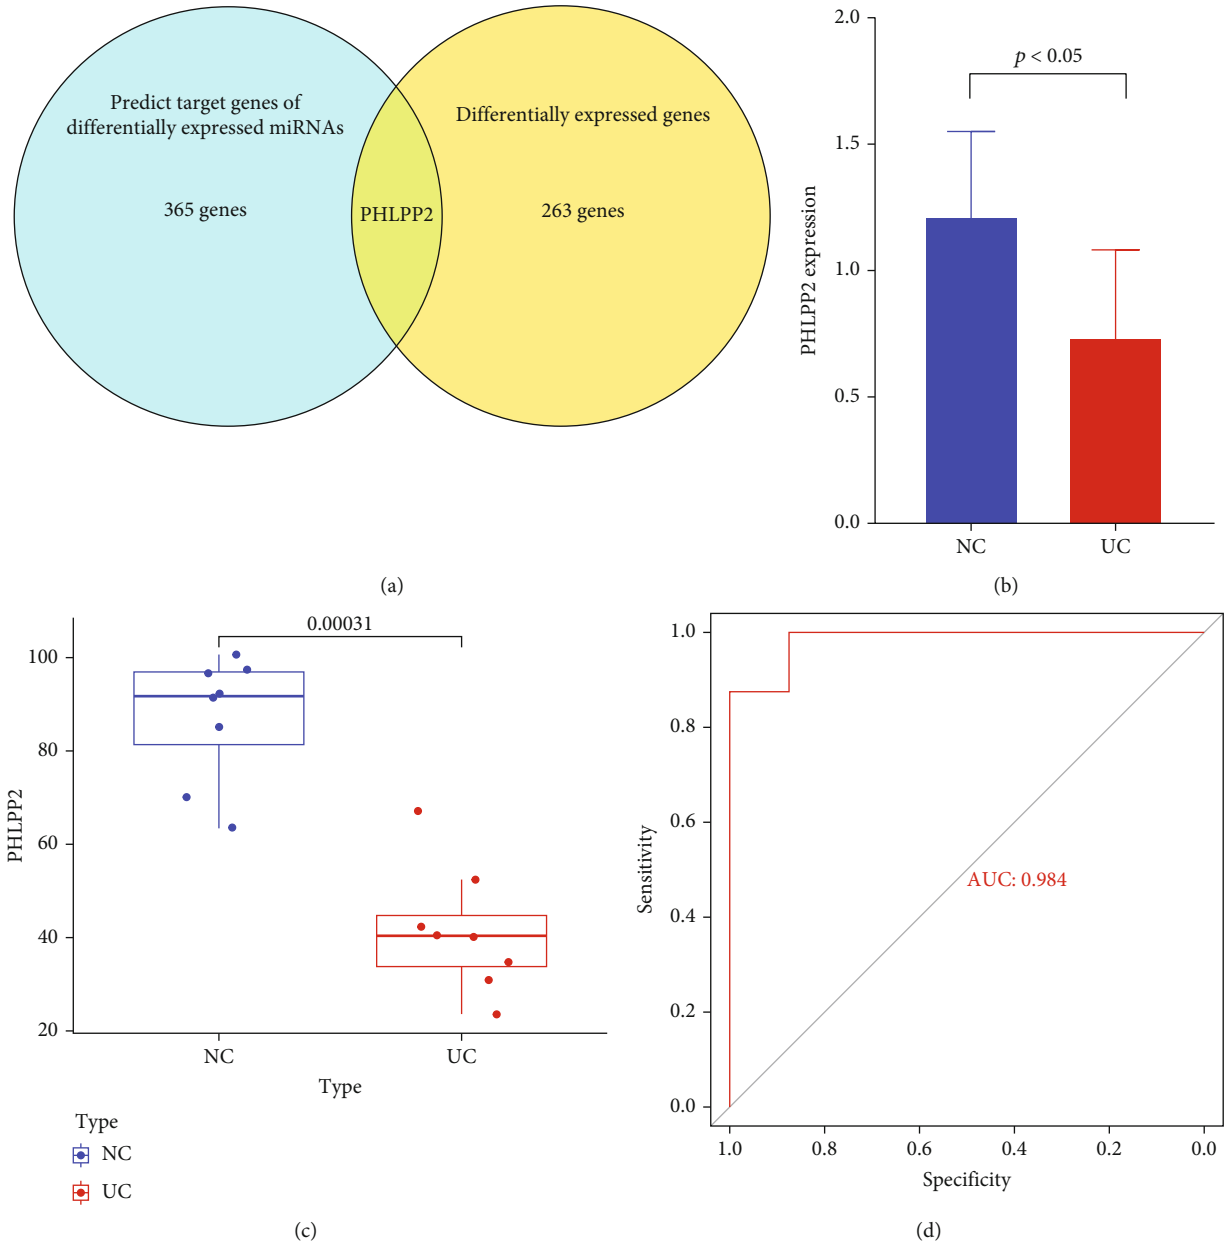 Predict target genes of
differentially expressed miRNAs
365 genes
PHLPP2
Differentially expressed genes
263 genes
(a)
PHLPP2 expression
2.0
1.5
1.0
0.5
0.0
p < 0.05
NC
UC
(b)
PHLPP2
100
80
60
40
20
0.00031
NC
UC
Type
Type
NC
UC
(c)
Sensitivity
1.0
0.8
0.6
0.4
0.2
0.0
AUC: 0.984
1.0
0.8
0.6
0.4
0.2
0.0
Specificity
(d)